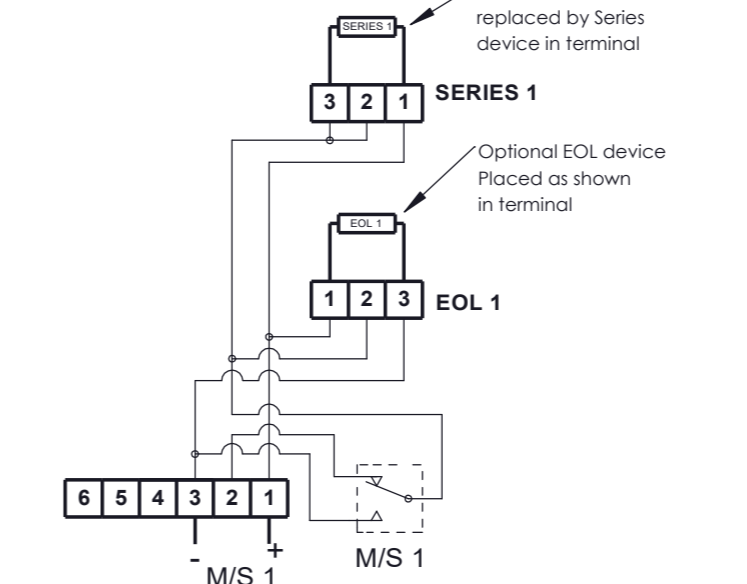 replaced by Series
device in terminal
SERIES 1
3 2 1
SERIES 1
Optional EOL device
Placed as shown
in terminal
EOL 1
1 2 3
EOL 1
6 5 4 3 2 1
- +
M/S 1
M/S 1